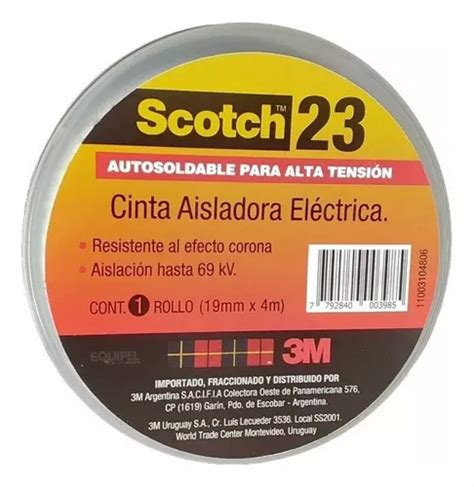 Scotch™ 23
AUTOSOLDABLE PARA ALTA TENSIÓN
Cinta Aisladora Eléctrica.
• Resistente al efecto corona
• Aislación hasta 69 kV.
CONT. 1 ROLLO (19mm x 4m)
7 792840 003985
11003104806
EQUIPEL
3M
IMPORTADO, FRACCIONADO Y DISTRIBUIDO POR
3M Argentina S.A.C.I.F.I.A Colectora Oeste de Panamericana 576,
CP (1619) Garín, Pdo. de Escobar - Argentina.
3M Uruguay S.A., Cr. Luis Lecueder 3536. Local SS2001.
World Trade Center Montevideo, Uruguay